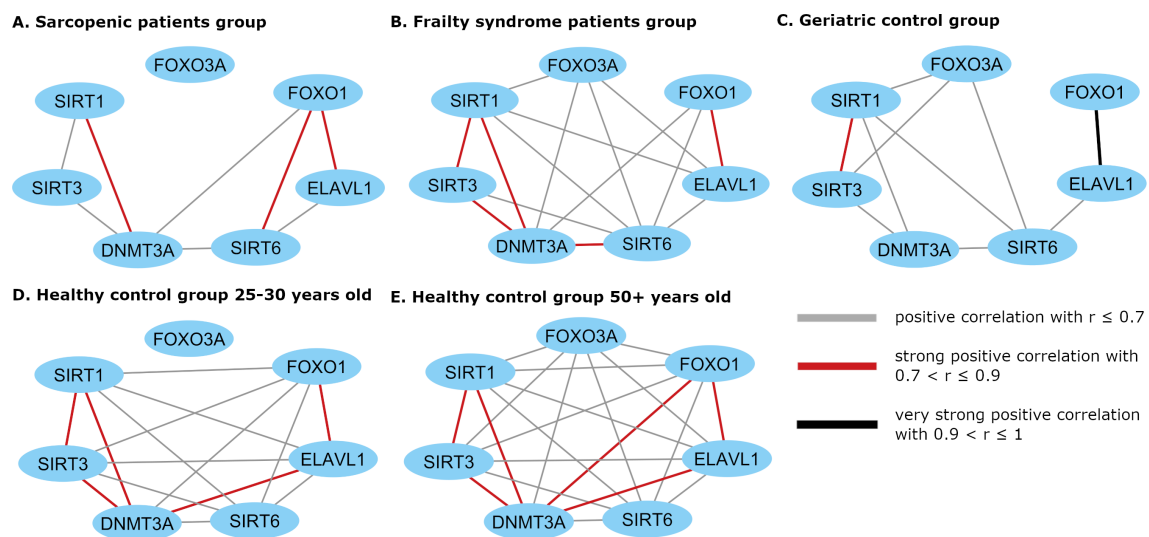 A. Sarcopenic patients group
FOXO3A
SIRT1
FOXO1
SIRT3
ELAVL1
DNMT3A
SIRT6
B. Frailty syndrome patients group
FOXO3A
SIRT1
FOXO1
SIRT3
ELAVL1
DNMT3A
SIRT6
C. Geriatric control group
FOXO3A
SIRT1
FOXO1
SIRT3
ELAVL1
DNMT3A
SIRT6
D. Healthy control group 25–30 years old
FOXO3A
SIRT1
FOXO1
SIRT3
ELAVL1
DNMT3A
SIRT6
E. Healthy control group 50+ years old
FOXO3A
SIRT1
FOXO1
SIRT3
ELAVL1
DNMT3A
SIRT6
positive correlation with r ≤ 0.7
strong positive correlation with
0.7 < r ≤ 0.9
very strong positive correlation
with 0.9 < r ≤ 1